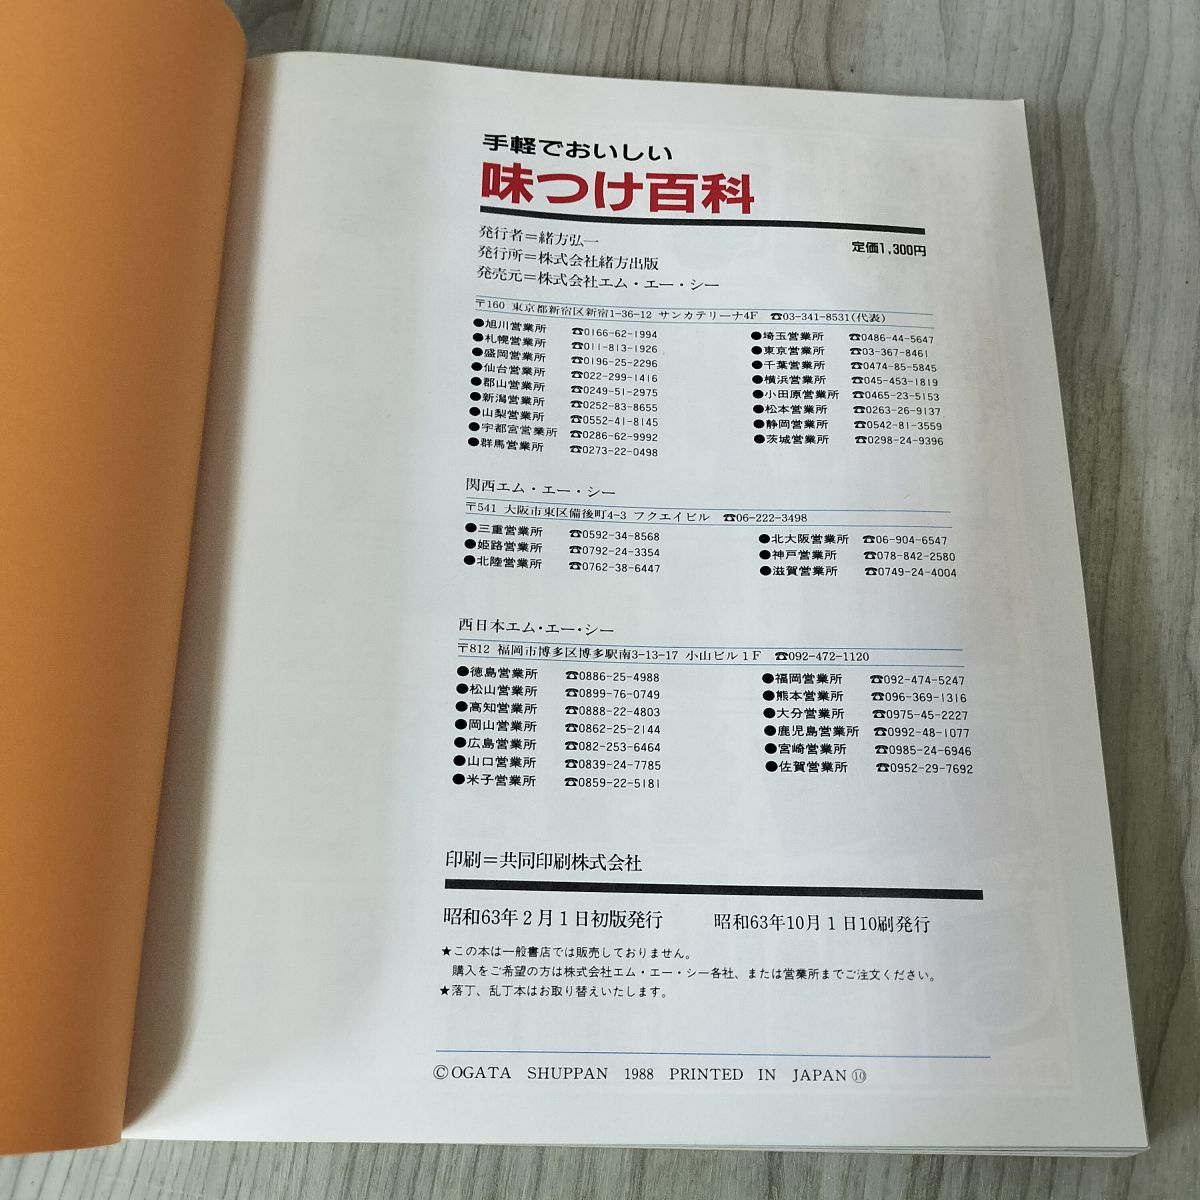 手軽でおいしい
味つけ百科
発行者＝緒方弘一
定価1,300円
発行所＝株式会社緒方出版
発売元＝株式会社エム・エー・シー
〒160 東京都新宿区新宿1-36-12 サンカテリーナ4F ☎03-341-8531(代表)
●旭川営業所 ☎0166-62-1994
●札幌営業所 ☎011-813-1926
●盛岡営業所 ☎0196-25-2296
●仙台営業所 ☎022-299-1416
●郡山営業所 ☎0249-51-2975
●新潟営業所 ☎0252-83-8655
●山梨営業所 ☎0552-41-8145
●宇都宮営業所 ☎0286-62-9992
●群馬営業所 ☎0273-22-0498
●埼玉営業所 ☎0486-44-5647
●東京営業所 ☎03-367-8461
●千葉営業所 ☎0474-85-5845
●横浜営業所 ☎045-453-1819
●小田原営業所 ☎0465-23-5153
●松本営業所 ☎0263-26-9137
●静岡営業所 ☎0542-81-3559
●茨城営業所 ☎0298-24-9396
関西エム・エー・シー
〒541 大阪市東区備後町4-3 フクエイビル ☎06-222-3498
●三重営業所 ☎0592-34-8568
●姫路営業所 ☎0792-24-3354
●北陸営業所 ☎0762-38-6447
●北大阪営業所 ☎06-904-6547
●神戸営業所 ☎078-842-2580
●滋賀営業所 ☎0749-24-4004
西日本エム・エー・シー
〒812 福岡市博多区博多駅南3-13-17 小山ビル1F ☎092-472-1120
●徳島営業所 ☎0886-25-4988
●松山営業所 ☎0899-76-0749
●高知営業所 ☎0888-22-4803
●岡山営業所 ☎0862-25-2144
●広島営業所 ☎082-253-6464
●山口営業所 ☎0839-24-7785
●米子営業所 ☎0859-22-5181
●福岡営業所 ☎092-474-5247
●熊本営業所 ☎096-369-1316
●大分営業所 ☎0975-45-2227
●鹿児島営業所 ☎0992-48-1077
●宮崎営業所 ☎0985-24-6946
●佐賀営業所 ☎0952-29-7692
印刷＝共同印刷株式会社
昭和63年2月1日初版発行 昭和63年10月1日10刷発行
★この本は一般書店では販売しておりません。
購入をご希望の方は株式会社エム・エー・シー各社、または営業所までご注文ください。
★落丁、乱丁本はお取り替えいたします。
©OGATA SHUPPAN 1988 PRINTED IN JAPAN⑩